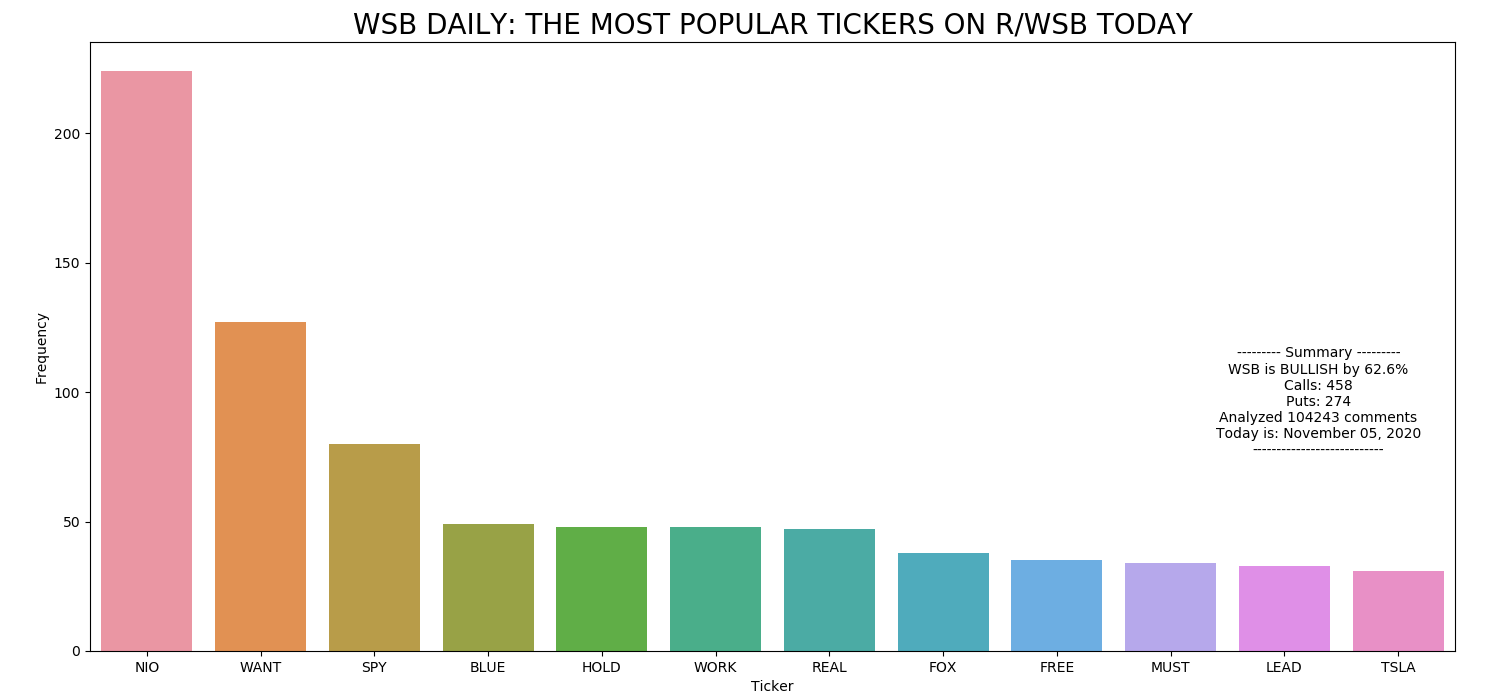 WSB DAILY: THE MOST POPULAR TICKERS ON R/WSB TODAY
Frequency
200
150
100
50
0
--------- Summary ---------
WSB is BULLISH by 62.6%
Calls: 458
Puts: 274
Analyzed 104243 comments
Today is: November 05, 2020
---------------------------
NIO WANT SPY BLUE HOLD WORK REAL FOX FREE MUST LEAD TSLA
Ticker